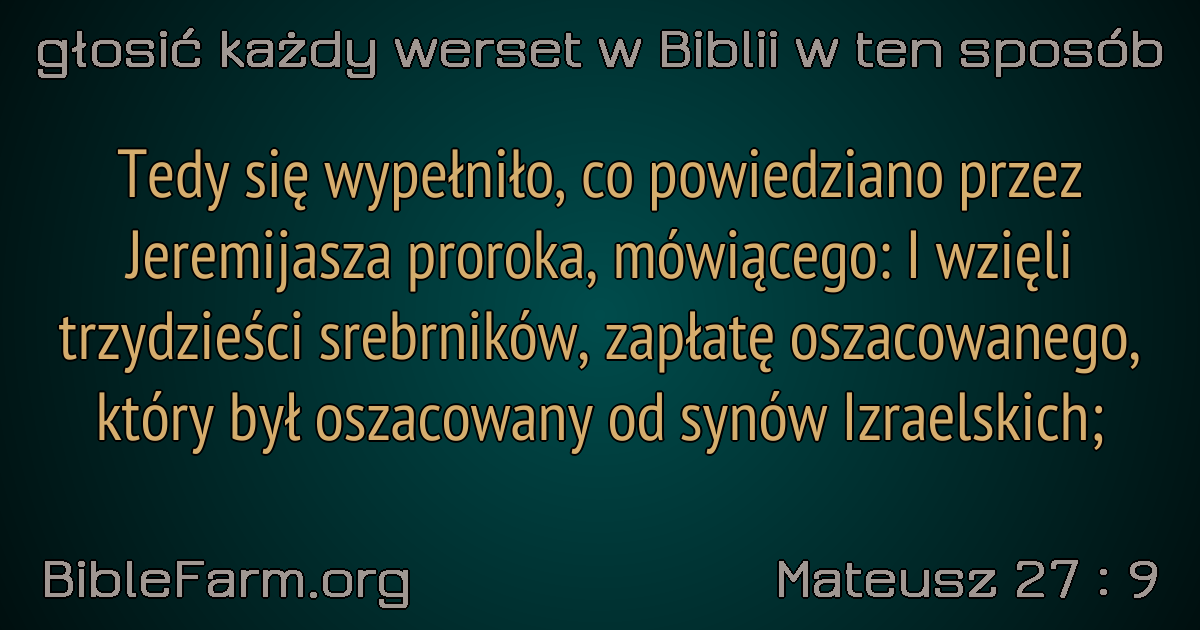 głosić każdy werset w Biblii w ten sposób
Tedy się wypełniło, co powiedziano przez
Jeremijasza proroka, mówiącego: I wzięli
trzydzieści srebrników, zapłatę oszacowanego,
który był oszacowany od synów Izraelskich;
BibleFarm.org
Mateusz 27 : 9